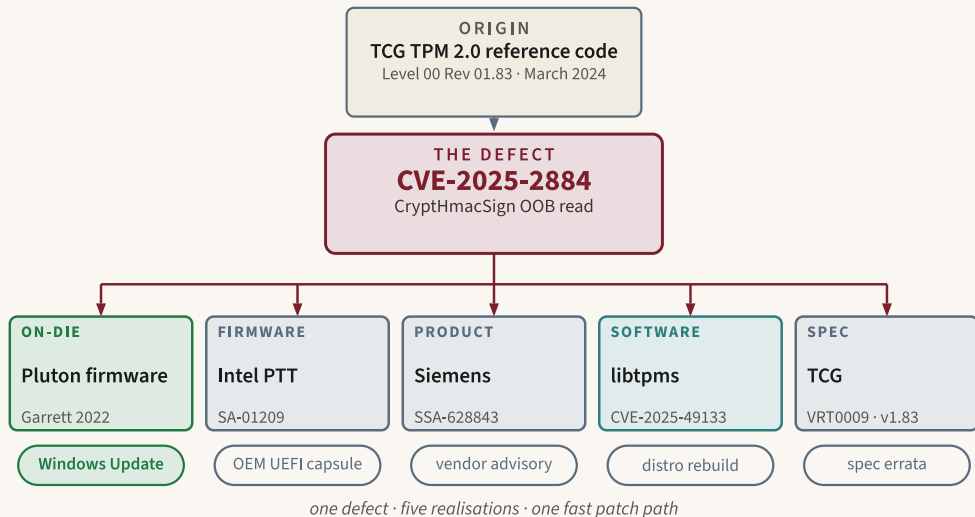 ORIGIN
TCG TPM 2.0 reference code
Level 00 Rev 01.83 · March 2024
THE DEFECT
CVE-2025-2884
CryptHmacSign OOB read
ON-DIE
Pluton firmware
Garrett 2022
Windows Update
FIRMWARE
Intel PTT
SA-01209
OEM UEFI capsule
PRODUCT
Siemens
SSA-628843
vendor advisory
SOFTWARE
libtpms
CVE-2025-49133
distro rebuild
SPEC
TCG
VRT0009 · v1.83
spec errata
one defect · five realisations · one fast patch path